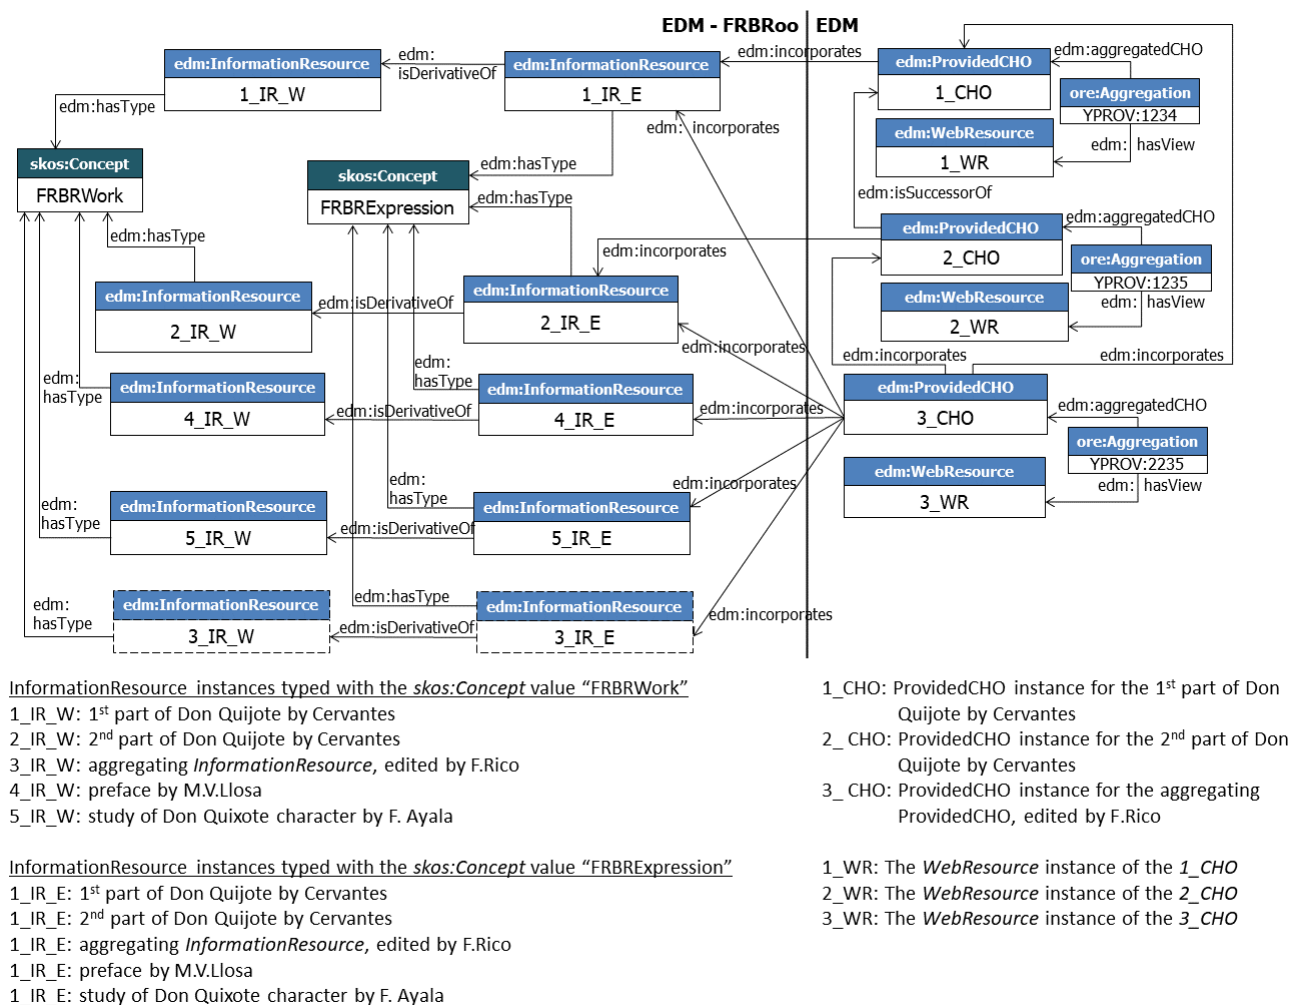 EDM - FRBRoo
EDM
edm:InformationResource
1_IR_W
edm:
isDerivativeOf
edm:InformationResource
1_IR_E
edm:incorporates
edm:ProvidedCHO
1_CHO
edm:aggregatedCHO
ore:Aggregation
YPROV:1234
edm:hasType
edm: incorporates
edm:WebResource
1_WR
edm: hasView
skos:Concept
FRBRWork
skos:Concept
FRBRExpression
edm:hasType
edm:hasType
edm:isSuccessorOf
edm:hasType
edm:incorporates
edm:ProvidedCHO
2_CHO
edm:aggregatedCHO
ore:Aggregation
YPROV:1235
edm:InformationResource
2_IR_W
edm:isDerivativeOf
edm:InformationResource
2_IR_E
edm:WebResource
2_WR
edm: hasView
edm:incorporates
edm:incorporates
edm:incorporates
edm:
hasType
edm:InformationResource
4_IR_W
edm:isDerivativeOf
edm:
hasType
edm:InformationResource
4_IR_E
edm:incorporates
edm:ProvidedCHO
3_CHO
edm:aggregatedCHO
ore:Aggregation
YPROV:2235
edm:WebResource
3_WR
edm: hasView
edm:
hasType
edm:InformationResource
5_IR_W
edm:isDerivativeOf
edm:
hasType
edm:InformationResource
5_IR_E
edm:incorporates
edm:
hasType
edm:InformationResource
3_IR_W
edm:hasType
edm:isDerivativeOf
edm:InformationResource
3_IR_E
edm:incorporates
InformationResource instances typed with the skos:Concept value “FRBRWork”
1_IR_W: 1st part of Don Quijote by Cervantes
2_IR_W: 2nd part of Don Quijote by Cervantes
3_IR_W: aggregating InformationResource, edited by F.Rico
4_IR_W: preface by M.V.Llosa
5_IR_W: study of Don Quixote character by F. Ayala
InformationResource instances typed with the skos:Concept value “FRBRExpression”
1_IR_E: 1st part of Don Quijote by Cervantes
1_IR_E: 2nd part of Don Quijote by Cervantes
1_IR_E: aggregating InformationResource, edited by F.Rico
1_IR_E: preface by M.V.Llosa
1_IR_E: study of Don Quixote character by F. Ayala
1_CHO: ProvidedCHO instance for the 1st part of Don
Quijote by Cervantes
2_ CHO: ProvidedCHO instance for the 2nd part of Don
Quijote by Cervantes
3_ CHO: ProvidedCHO instance for the aggregating
ProvidedCHO, edited by F.Rico
1_WR: The WebResource instance of the 1_CHO
2_WR: The WebResource instance of the 2_CHO
3_WR: The WebResource instance of the 3_CHO